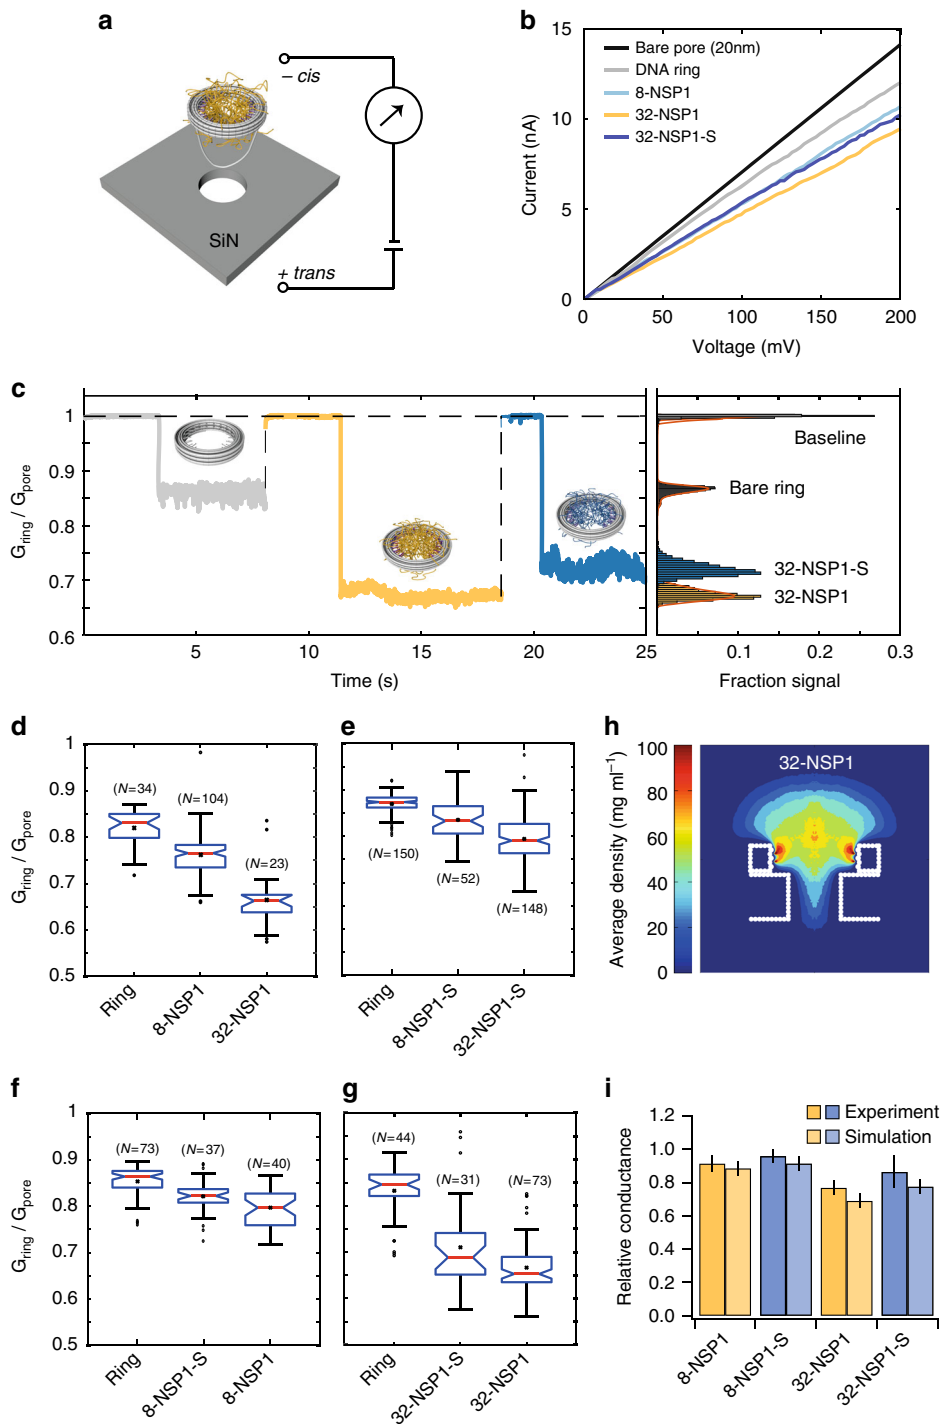 a
– cis
SiN
+ trans
b
15
10
5
0
Current (nA)
Bare pore (20nm)
DNA ring
8-NSP1
32-NSP1
32-NSP1-S
0
50
100
150
200
Voltage (mV)
c
1
0.9
0.8
0.7
0.6
G_ring / G_pore
5
10
15
20
25
Time (s)
Baseline
Bare ring
32-NSP1-S
32-NSP1
0.1
0.2
0.3
Fraction signal
d
1
0.9
0.8
0.7
0.6
0.5
G_ring / G_pore
(N=34)
(N=104)
(N=23)
Ring
8-NSP1
32-NSP1
e
(N=150)
(N=52)
(N=148)
Ring
8-NSP1-S
32-NSP1-S
h
100
80
60
40
20
0
Average density (mg ml⁻¹)
32-NSP1
f
1
0.9
0.8
0.7
0.6
0.5
G_ring / G_pore
(N=73)
(N=37)
(N=40)
Ring
8-NSP1-S
8-NSP1
g
(N=44)
(N=31)
(N=73)
Ring
32-NSP1-S
32-NSP1
i
1.2
1.0
0.8
0.6
0.4
0.2
0.0
Relative conductance
Experiment
Simulation
8-NSP1
8-NSP1-S
32-NSP1
32-NSP1-S